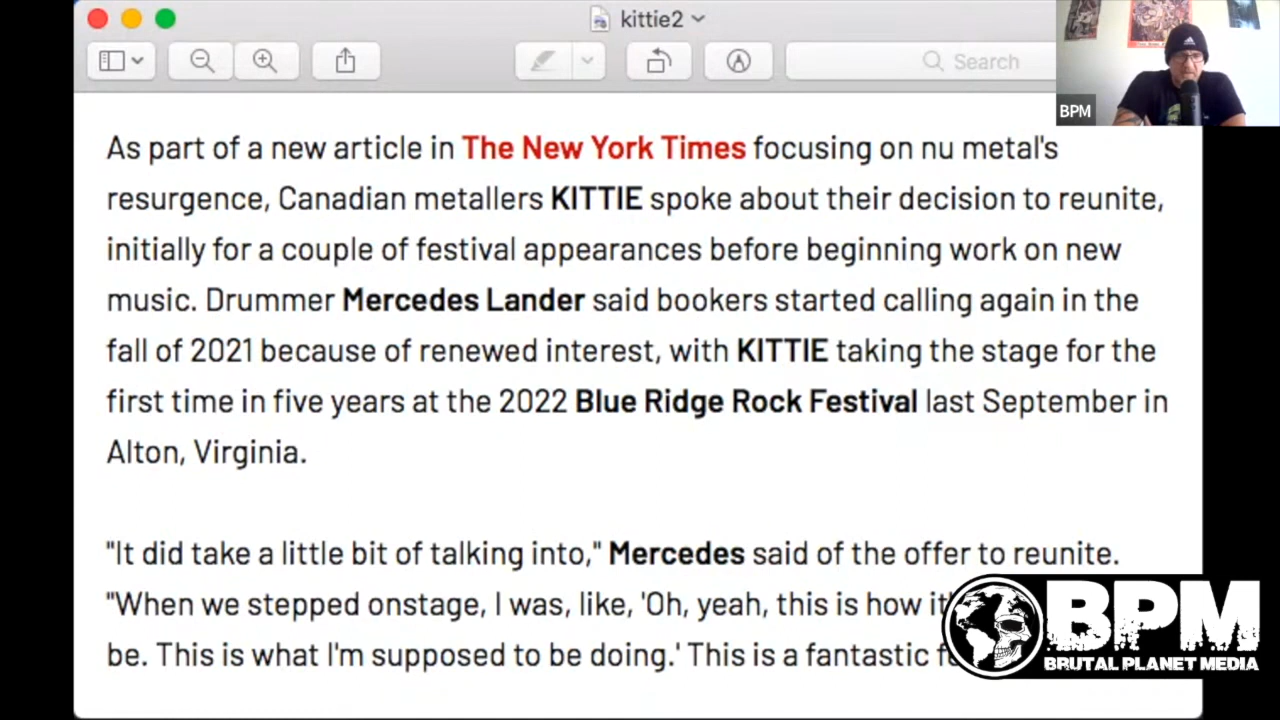 kittie2
Search
BPM
As part of a new article in The New York Times focusing on nu metal's
resurgence, Canadian metallers KITTIE spoke about their decision to reunite,
initially for a couple of festival appearances before beginning work on new
music. Drummer Mercedes Lander said bookers started calling again in the
fall of 2021 because of renewed interest, with KITTIE taking the stage for the
first time in five years at the 2022 Blue Ridge Rock Festival last September in
Alton, Virginia.
"It did take a little bit of talking into," Mercedes said of the offer to reunite.
"When we stepped onstage, I was, like, 'Oh, yeah, this is how it
be. This is what I'm supposed to be doing.' This is a fantastic
BPM
BRUTAL PLANET MEDIA